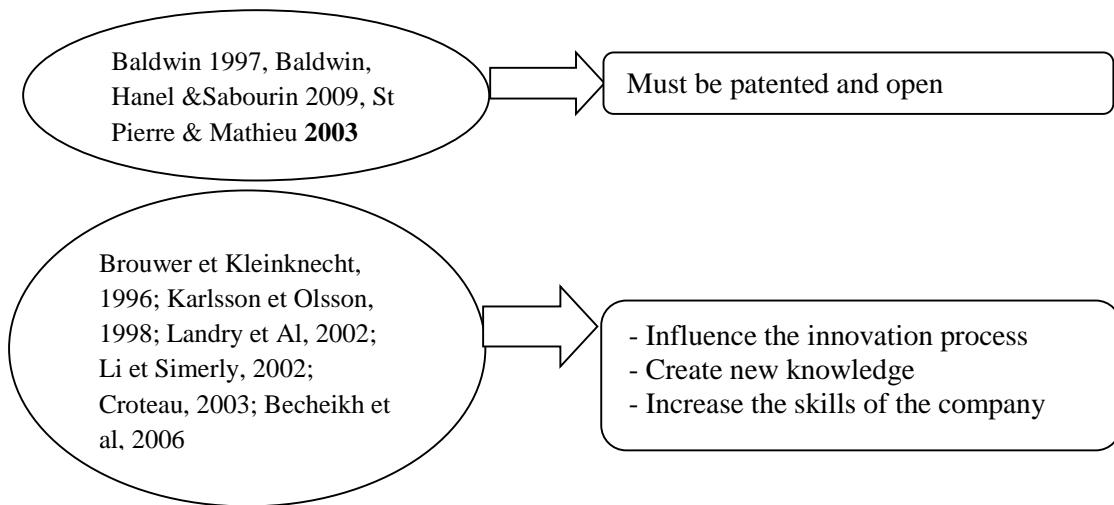 Baldwin 1997, Baldwin,
Hanel &Sabourin 2009, St
Pierre & Mathieu 2003
Must be patented and open
Brouwer et Kleinknecht,
1996; Karlsson et Olsson,
1998; Landry et Al, 2002;
Li et Simerly, 2002;
Croteau, 2003; Becheikh et
al, 2006
- Influence the innovation process
- Create new knowledge
- Increase the skills of the company